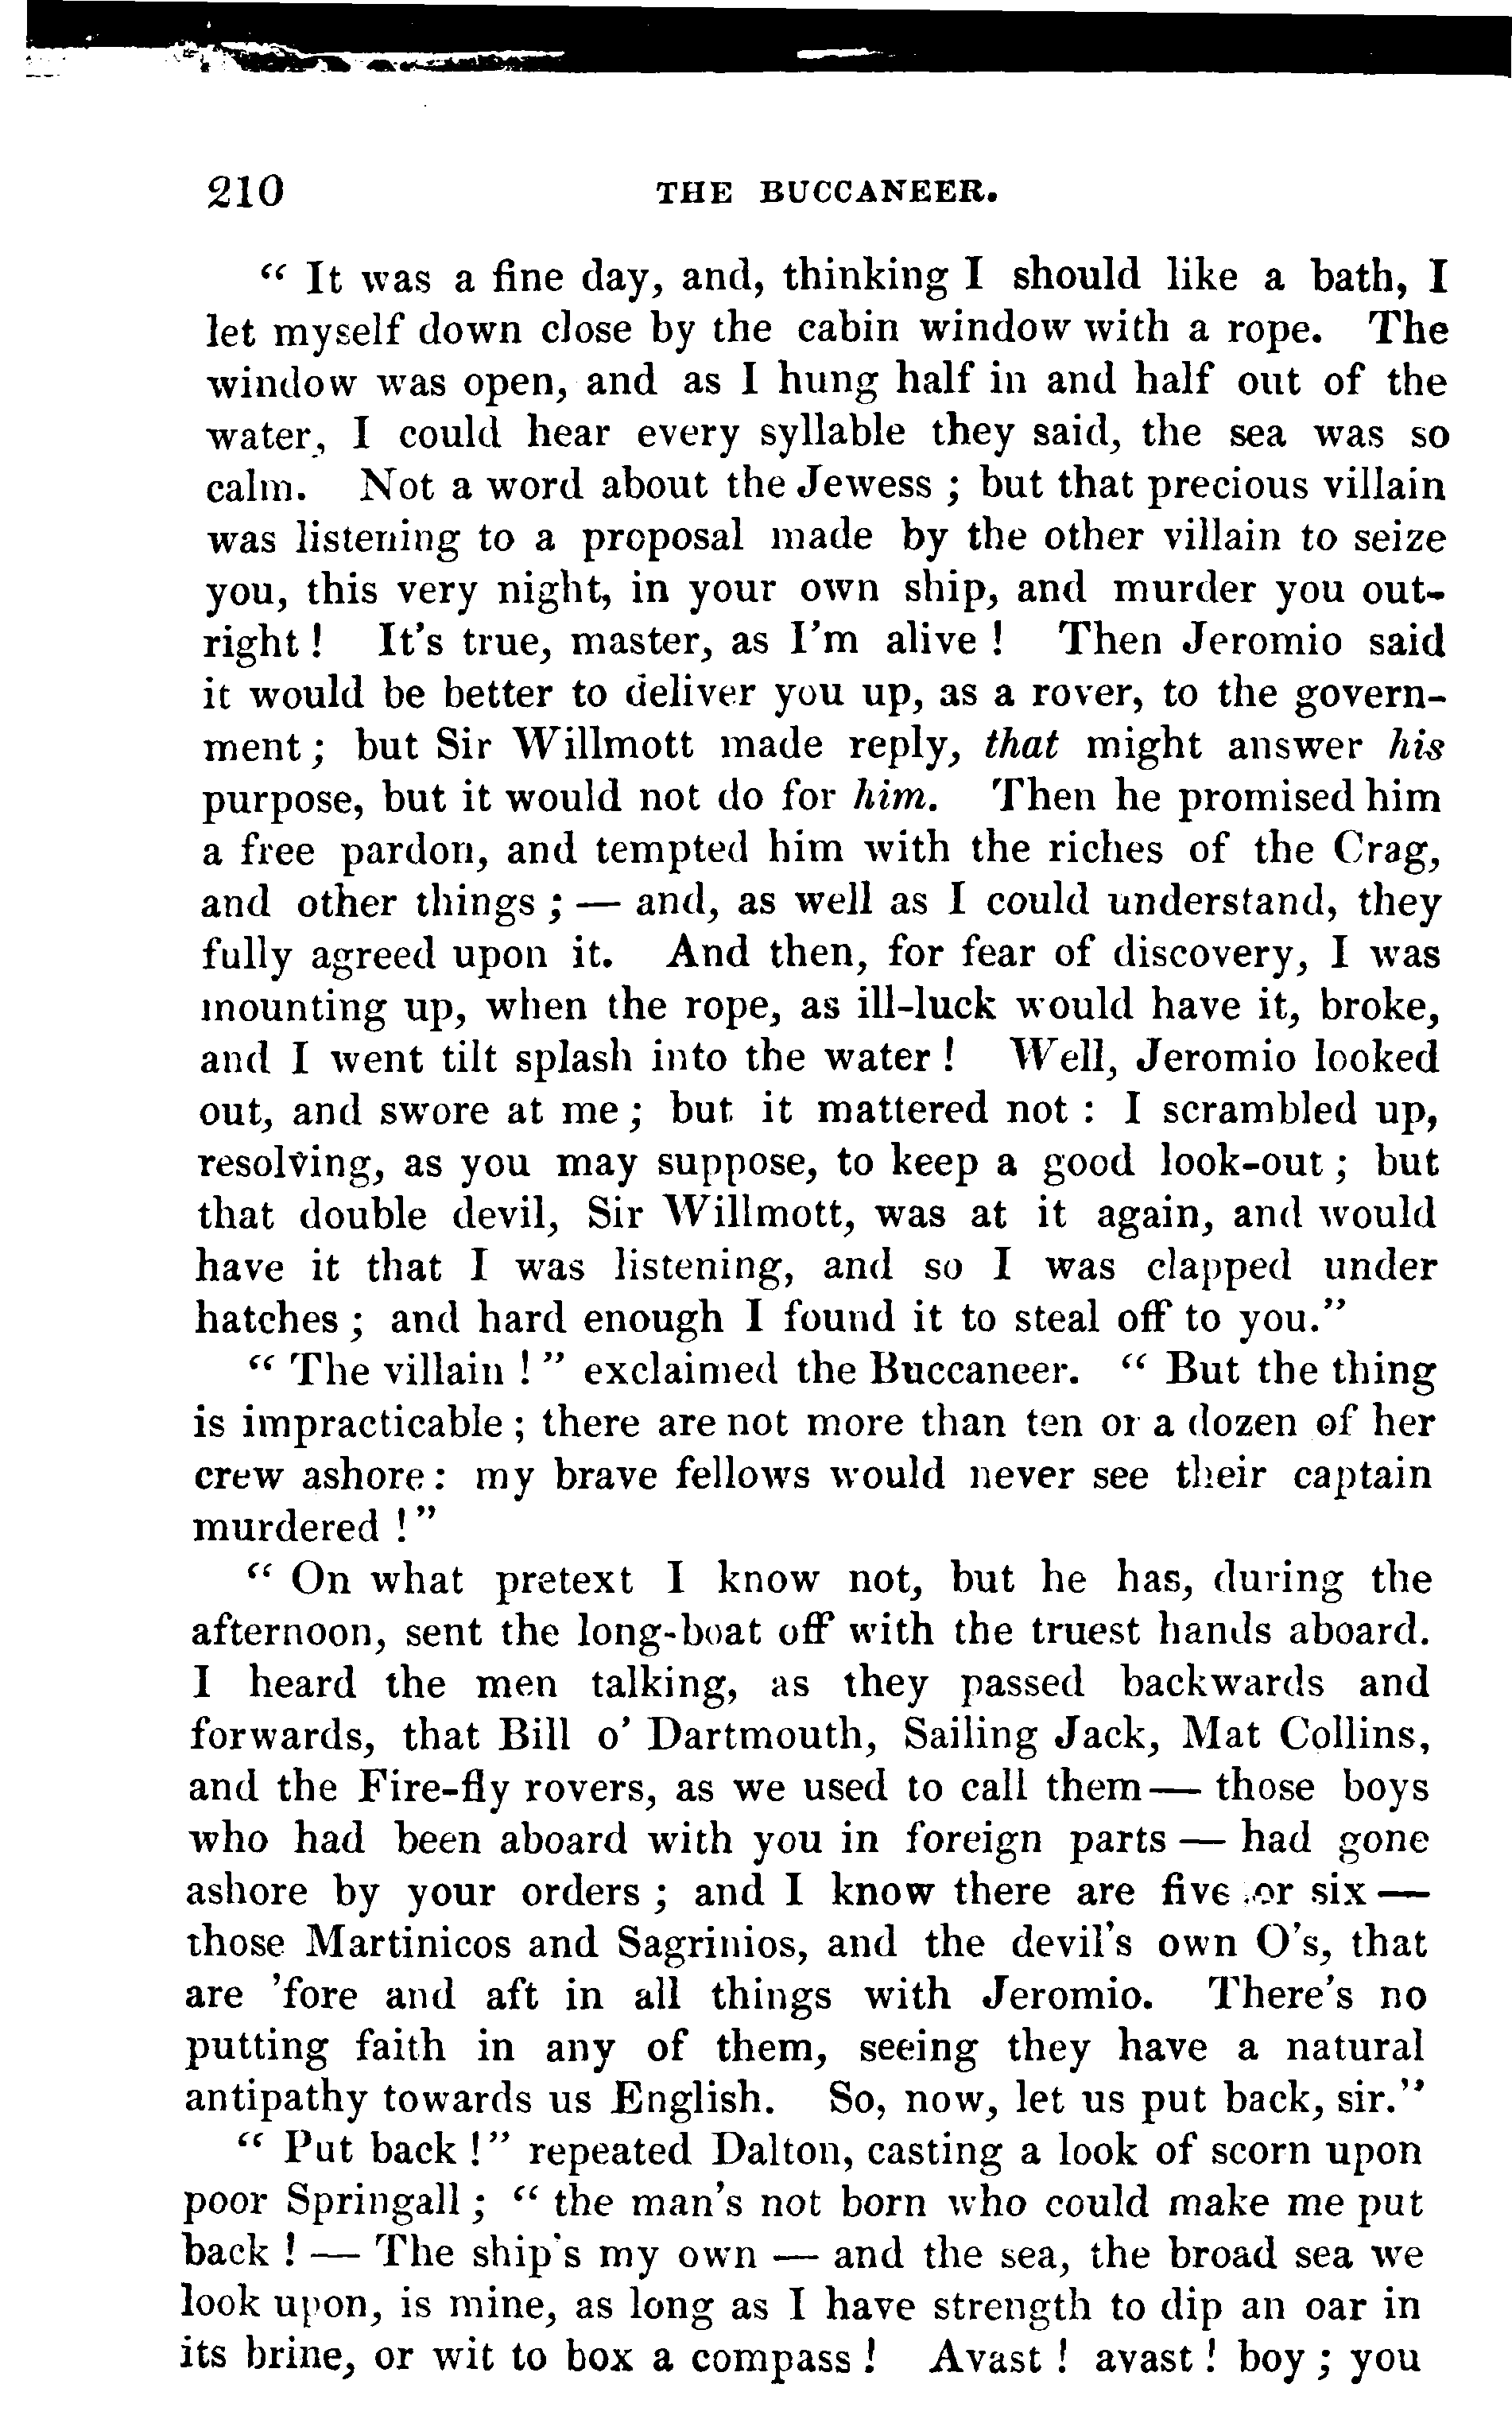 210 THE BUCCANEER.
“ It was a fine day, and, thinking I should like a bath, I
let myself down close by the cabin window with a rope. The
window was open, and as I hung half in and half out of the
water, I could hear every syllable they said, the sea was so
calm. Not a word about the Jewess ; but that precious villain
was listening to a proposal made by the other villain to seize
you, this very night, in your own ship, and murder you out-
right ! It's true, master, as I'm alive ! Then Jeromio said
it would be better to deliver you up, as a rover, to the govern-
ment ; but Sir Willmott made reply, that might answer his
purpose, but it would not do for him. Then he promised him
a free pardon, and tempted him with the riches of the Crag,
and other things ; — and, as well as I could understand, they
fully agreed upon it. And then, for fear of discovery, I was
mounting up, when the rope, as ill-luck would have it, broke,
and I went tilt splash into the water ! Well, Jeromio looked
out, and swore at me ; but it mattered not : I scrambled up,
resolving, as you may suppose, to keep a good look-out ; but
that double devil, Sir Willmott, was at it again, and would
have it that I was listening, and so I was clapped under
hatches ; and hard enough I found it to steal off to you.”
“ The villain ! ” exclaimed the Buccaneer. “ But the thing
is impracticable ; there are not more than ten or a dozen of her
crew ashore : my brave fellows would never see their captain
murdered ! ”
“ On what pretext I know not, but he has, during the
afternoon, sent the long-boat off with the truest hands aboard.
I heard the men talking, as they passed backwards and
forwards, that Bill o' Dartmouth, Sailing Jack, Mat Collins,
and the Fire-fly rovers, as we used to call them — those boys
who had been aboard with you in foreign parts — had gone
ashore by your orders ; and I know there are five or six —
those Martinicos and Sagrinios, and the devil's own O's, that
are 'fore and aft in all things with Jeromio. There's no
putting faith in any of them, seeing they have a natural
antipathy towards us English. So, now, let us put back, sir.”
“ Put back ! ” repeated Dalton, casting a look of scorn upon
poor Springall ; “ the man's not born who could make me put
back ! — The ship's my own — and the sea, the broad sea we
look upon, is mine, as long as I have strength to dip an oar in
its brine, or wit to box a compass ! Avast ! avast ! boy ; you